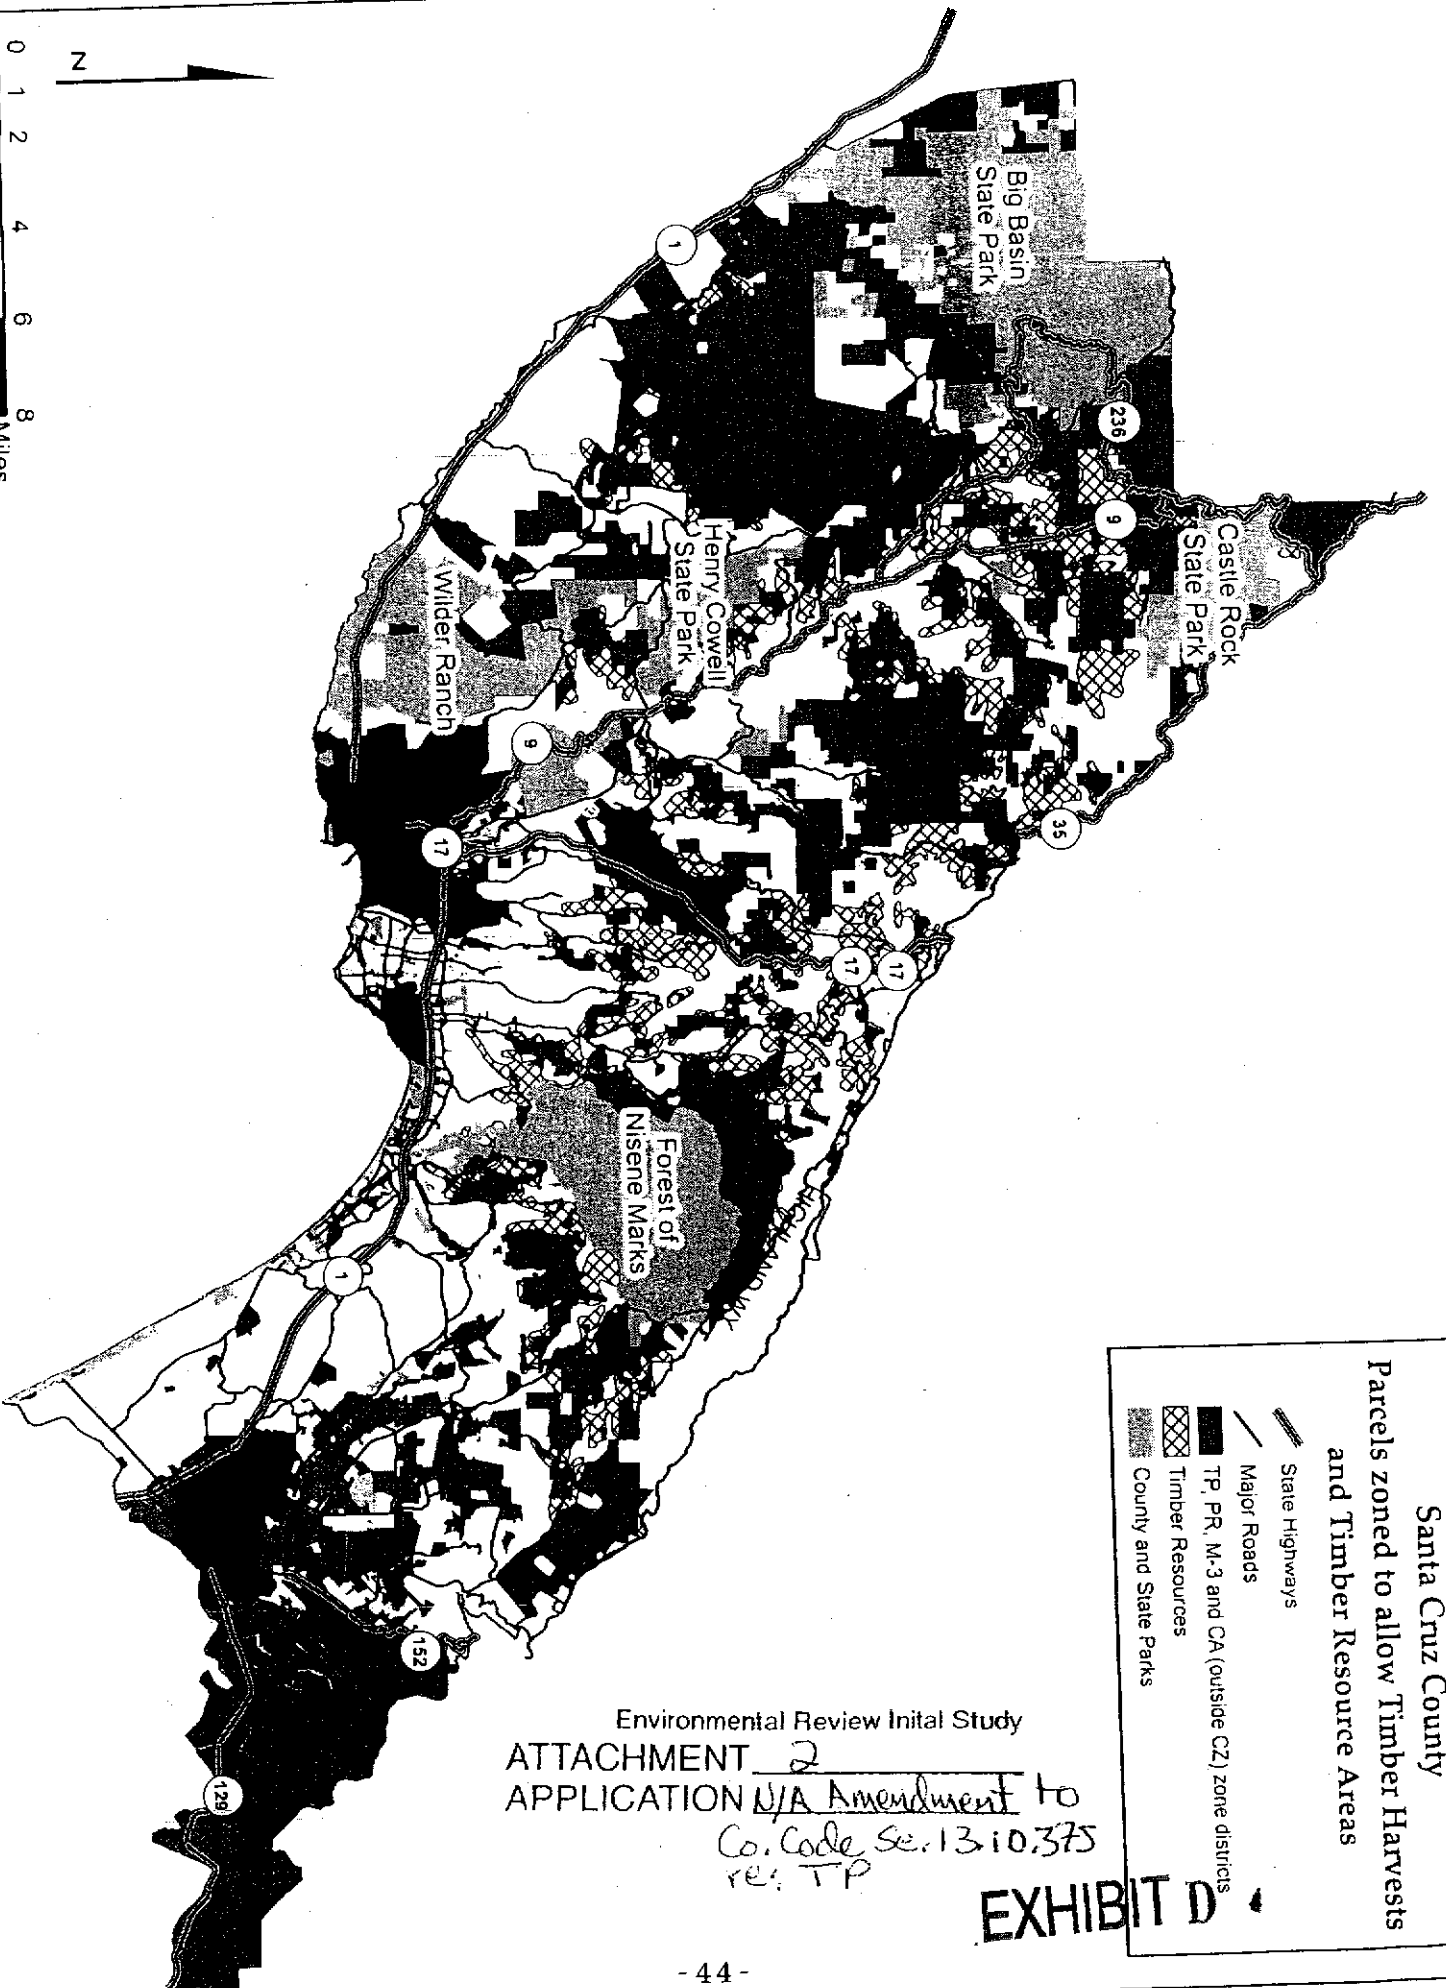 Santa Cruz County
Parcels zoned to allow Timber Harvests
and Timber Resource Areas
State Highways
Major Roads
TP, PR, M-3 and CA (outside CZ) zone districts
Timber Resources
County and State Parks
Big Basin
State Park
Castle Rock
State Park
Henry Cowell
State Park
Wilder Ranch
Forest of
Nisene Marks
HIGHLAND WY
1
236
9
35
9
17
17
17
1
152
129
N
0 1 2 4 6 8
Miles
Environmental Review Inital Study
ATTACHMENT 2
APPLICATION N/A Amendment to
Co. Code Se. 13.10.375
re: TP
EXHIBIT D
- 44 -